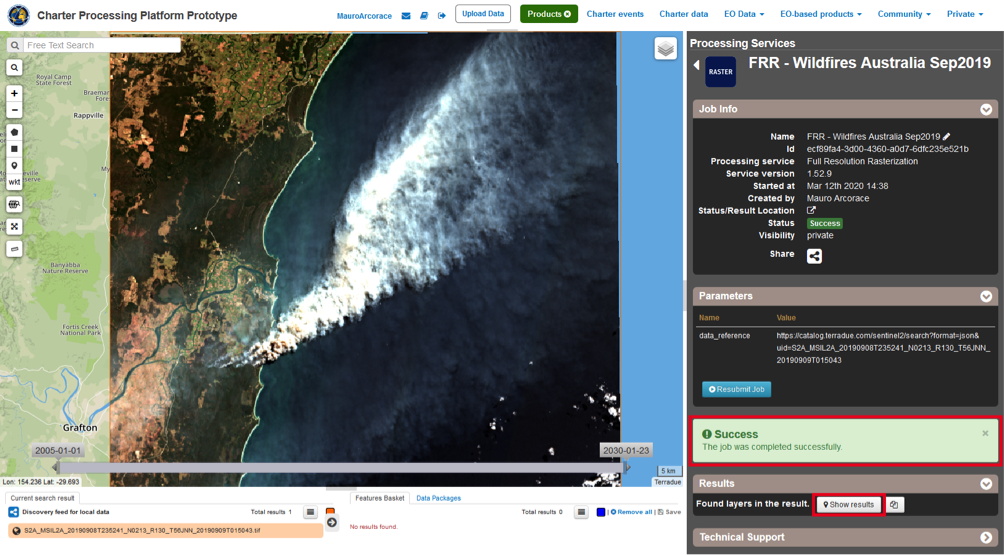 Charter Processing Platform Prototype
MauroArcorace
Upload Data
Products
Charter events
Charter data
EO Data
EO-based products
Community
Private
Free Text Search
Royal Camp
State Forest
Rappville
wkt
Banyabba
Nature Reserve
Fortis Creek
National Park
Grafton
2005-01-01
2030-01-23
5 km
Lon: 154.236 Lat: -29.693
Terradue
Processing Services
RASTER
FRR - Wildfires Australia Sep2019
Job Info
Name FRR - Wildfires Australia Sep2019
Id ecf89fa4-3d00-4360-a0d7-6dfc235e521b
Processing service Full Resolution Rasterization
Service version 1.52.9
Started at Mar 12th 2020 14:38
Created by Mauro Arcorace
Status/Result Location
Status Success
Visibility private
Share
Parameters
Name Value
data_reference https://catalog.terradue.com/sentinel2/search?format=json&
uid=S2A_MSIL2A_20190908T235241_N0213_R130_T56JNN_
20190909T015043
Resubmit Job
Success
×
The job was completed successfully.
Results
Found layers in the result. Show results
Technical Support
Current search result
Discovery feed for local data Total results 1
S2A_MSIL2A_20190908T235241_N0213_R130_T56JNN_20190909T015043.tif
Features Basket Data Packages
Total results 0 | Remove all | Save
No results found.